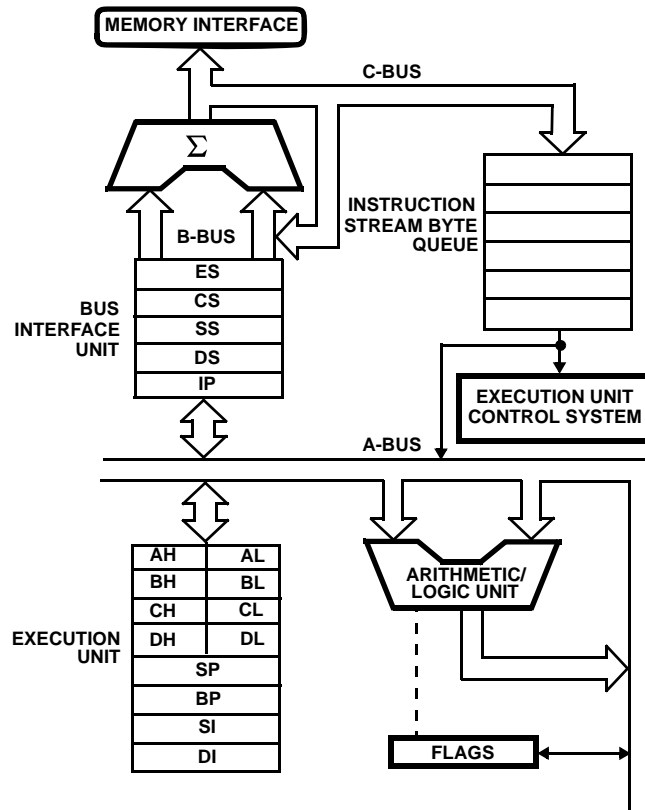 MEMORY INTERFACE
C-BUS
Σ
INSTRUCTION
STREAM BYTE
QUEUE
B-BUS
ES
CS
SS
DS
IP
BUS
INTERFACE
UNIT
EXECUTION UNIT
CONTROL SYSTEM
A-BUS
AH AL
BH BL
CH CL
DH DL
SP
BP
SI
DI
EXECUTION
UNIT
ARITHMETIC/
LOGIC UNIT
FLAGS